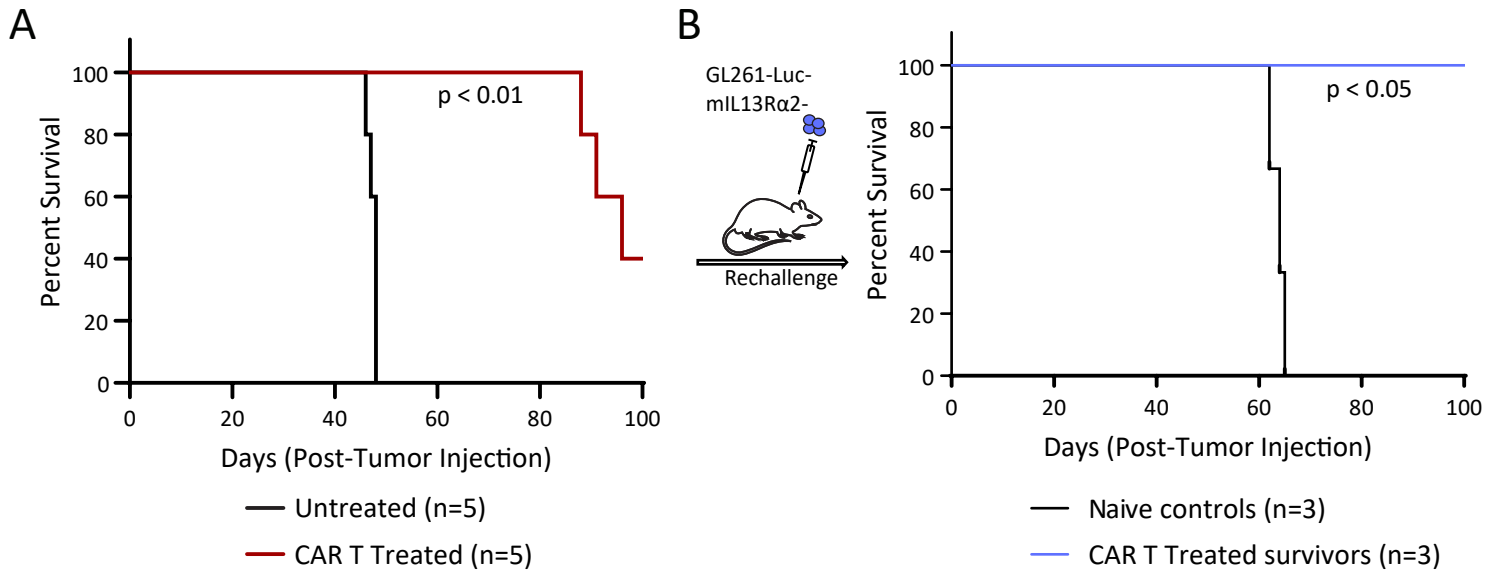 A
100
80
60
40
20
0
Percent Survival
p < 0.01
0 20 40 60 80 100
Days (Post-Tumor Injection)
Untreated (n=5)
CAR T Treated (n=5)
B
GL261-Luc-
mIL13Rα2-
Rechallenge
100
80
60
40
20
0
Percent Survival
p < 0.05
0 20 40 60 80 100
Days (Post-Tumor Injection)
Naive controls (n=3)
CAR T Treated survivors (n=3)